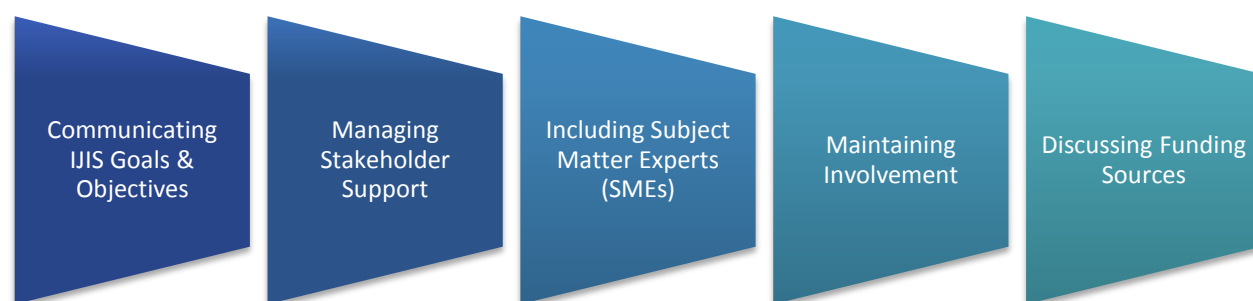 Communicating
IJIS Goals &
Objectives
Managing
Stakeholder
Support
Including Subject
Matter Experts
(SMEs)
Maintaining
Involvement
Discussing Funding
Sources